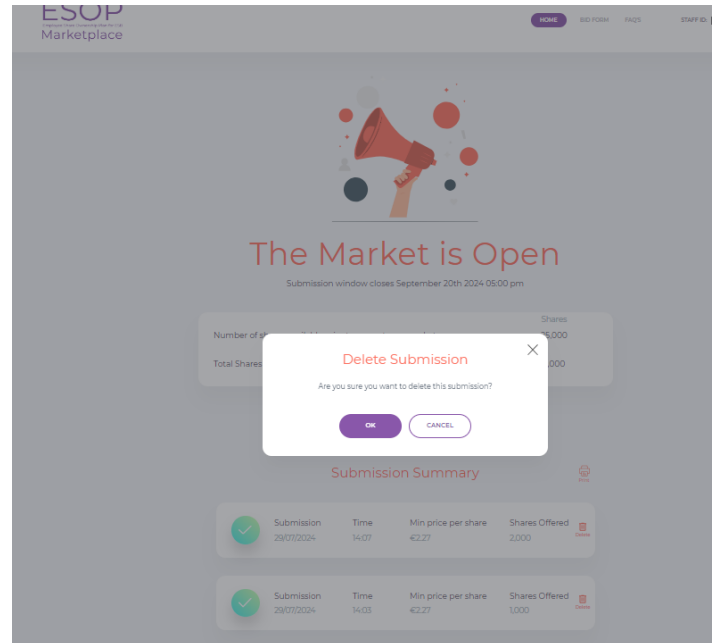 ESOP
Marketplace
HOME BID FORM FAQ'S STAFF ID:
The Market is Open
Submission window closes September 20th 2024 05:00 pm
Shares
Number of
Total Shares
Delete Submission
Are you sure you want to delete this submission?
OK CANCEL
Submission Summary
Print
Submission Time Min price per share Shares Offered
29/07/2024 14:07 €2.27 2,000
Delete
Submission Time Min price per share Shares Offered
29/07/2024 14:03 €2.27 1,000
Delete